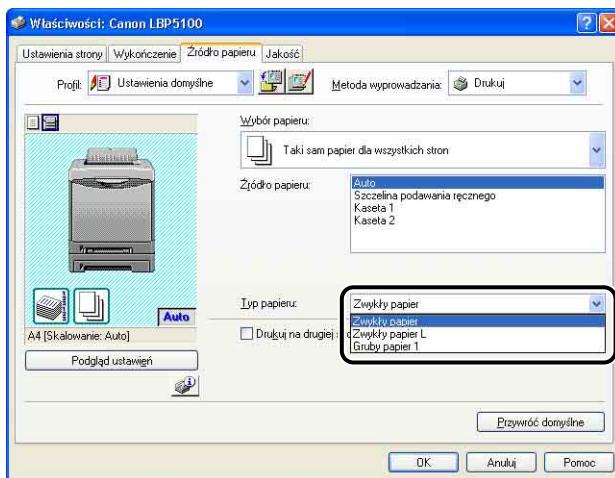 Właściwości: Canon LBP5100
Ustawienia strony Wykończenie Źródło papieru Jakość
Profil: Ustawienia domyślne Metoda wyprowadzania: Drukuj
Wybór papieru:
Taki sam papier dla wszystkich stron
Źródło papieru:
Auto
Szczelina podawania ręcznego
Kaseta 1
Kaseta 2
Auto
A4 [Skalowanie: Auto]
Podgląd ustawień
Typ papieru: Zwykły papier
Zwykły papier
Zwykły papier L
Gruby papier 1
Drukuj na drugiej
Przywróć domyślne
OK Anuluj Pomoc